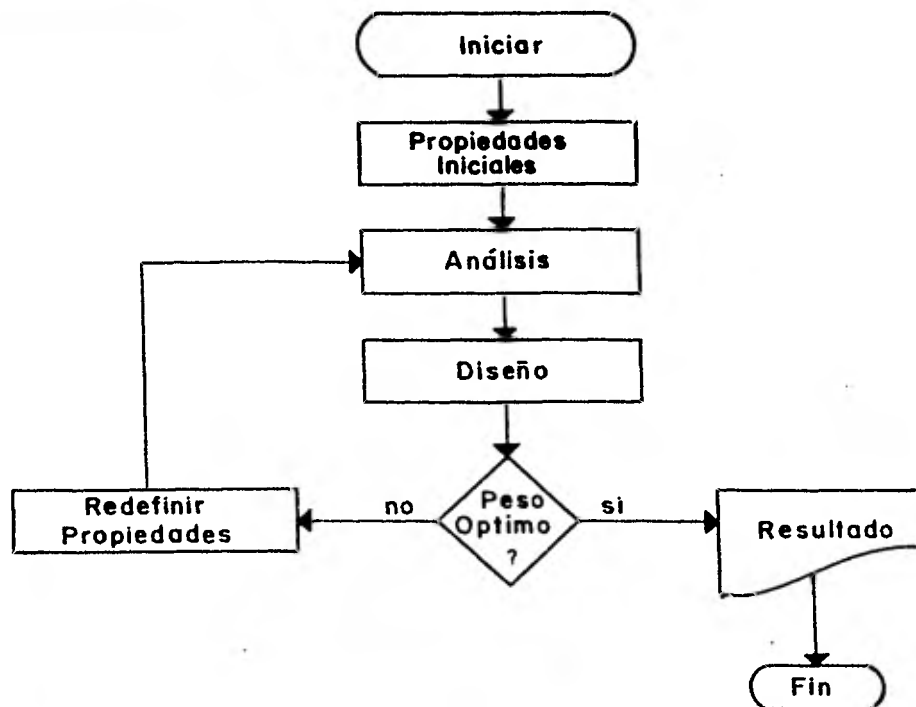 Iniciar
Propiedades
Iniciales
Análisis
Diseño
Peso
Optimo
?
no
si
Redefinir
Propiedades
Resultado
Fin